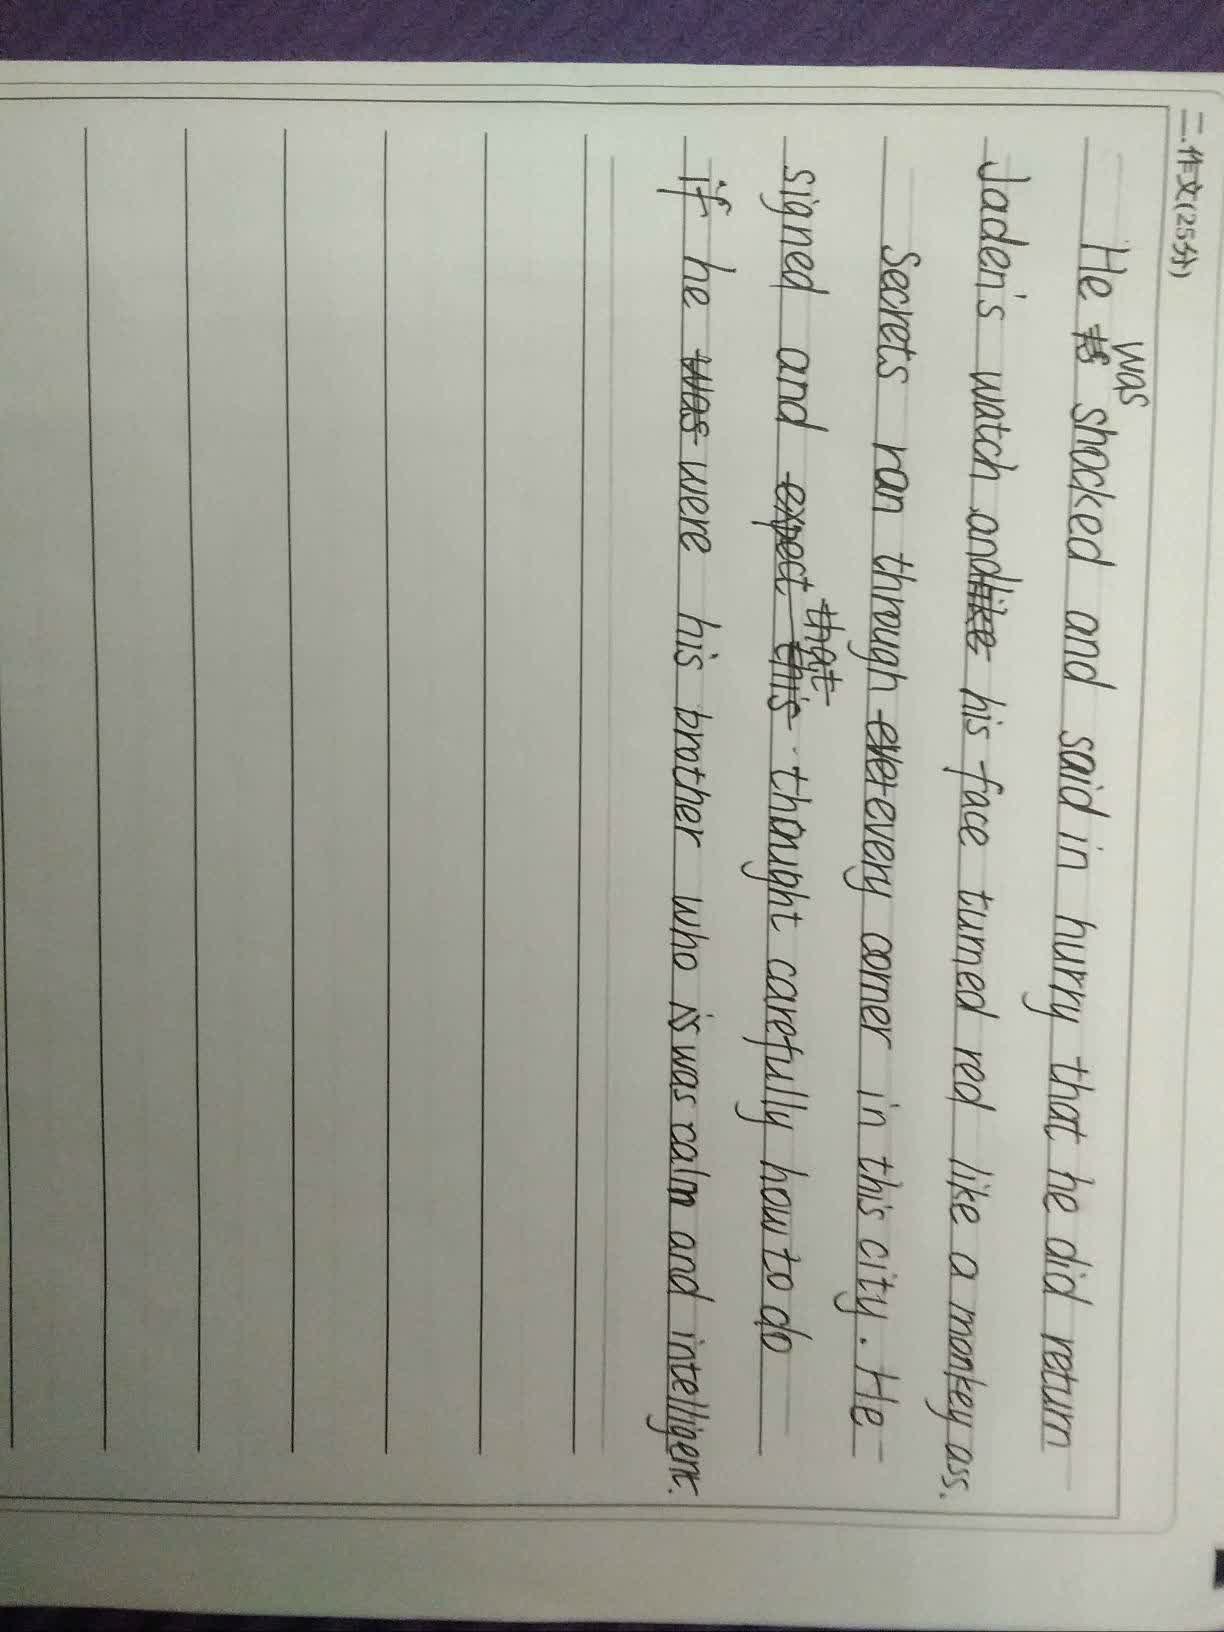 二.作文(25分)
He was shocked and said in hurry that he did return
Jaden's watch and his face turned red like a monkey ass.
Secrets ran through every corner in this city. He
signed and thought carefully how to do
if he were his brother who was calm and intelligent.